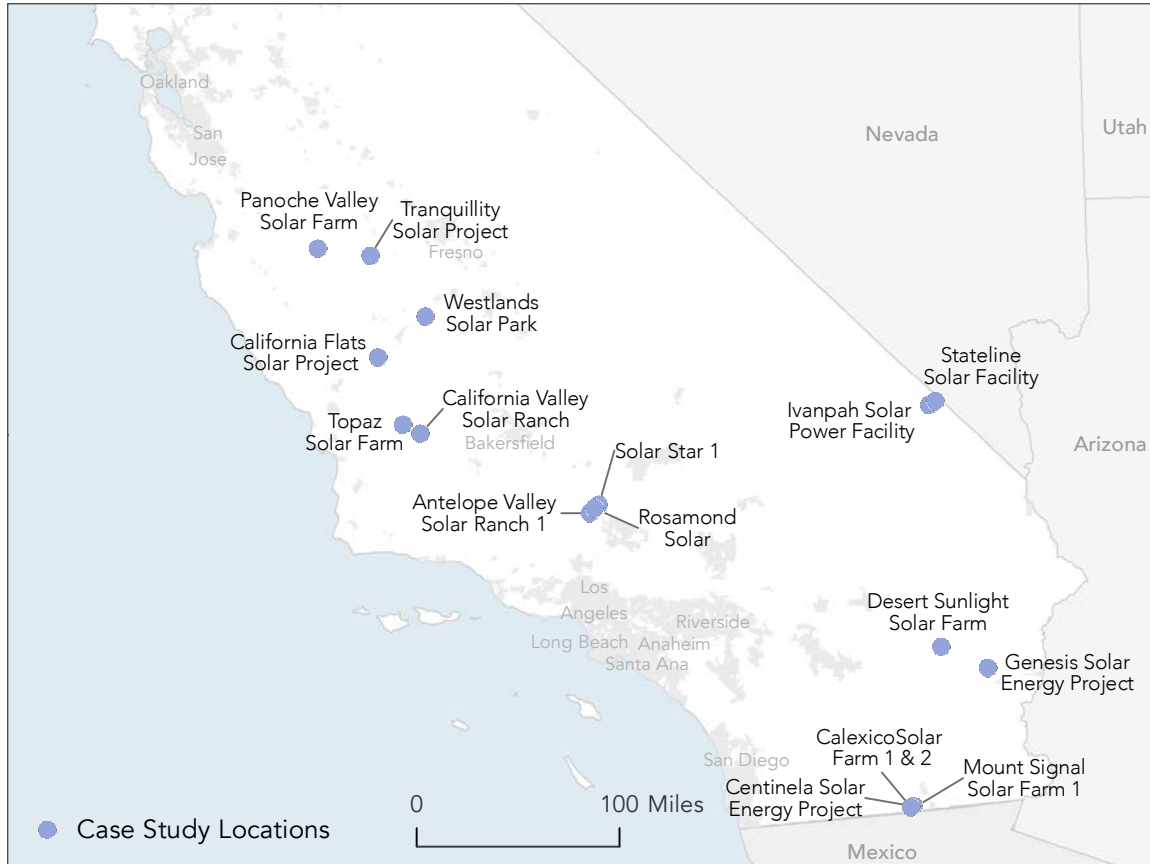 Oakland
San
Jose
Nevada
Utah
Panoche Valley
Solar Farm
Tranquillity
Solar Project
Fresno
Westlands
Solar Park
California Flats
Solar Project
Stateline
Solar Facility
Ivanpah Solar
Power Facility
California Valley
Solar Ranch
Topaz
Solar Farm
Bakersfield
Arizona
Solar Star 1
Antelope Valley
Solar Ranch 1
Rosamond
Solar
Los
Angeles
Long Beach
Riverside
Anaheim
Santa Ana
Desert Sunlight
Solar Farm
Genesis Solar
Energy Project
San Diego
CalexicoSolar
Farm 1 & 2
Mount Signal
Solar Farm 1
Centinela Solar
Energy Project
0
100 Miles
Case Study Locations
Mexico